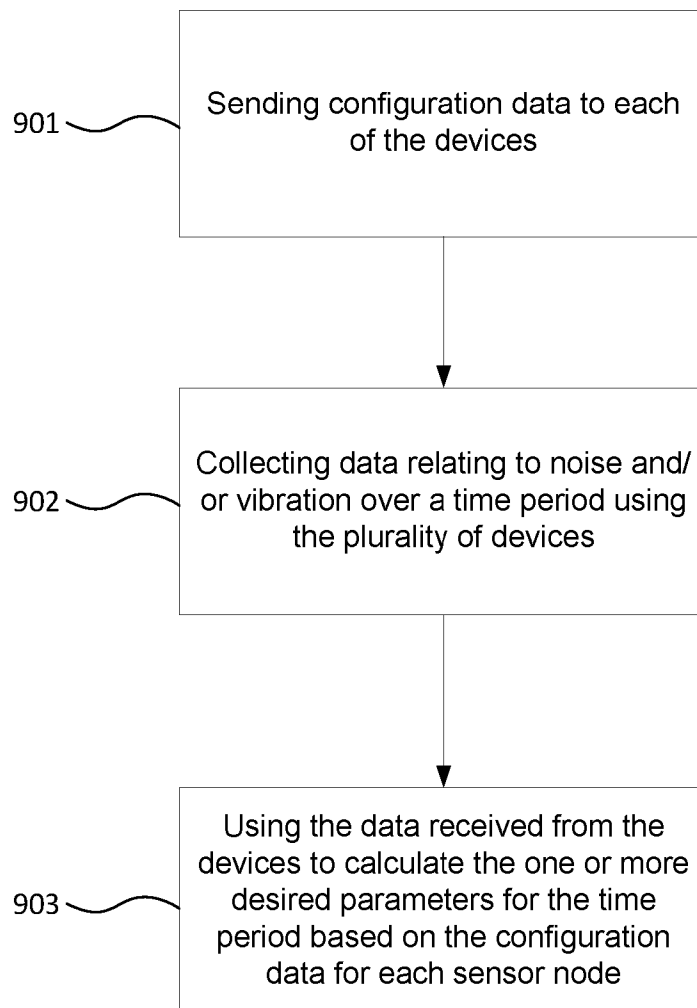 901
Sending configuration data to each
of the devices
902
Collecting data relating to noise and/
or vibration over a time period using
the plurality of devices
903
Using the data received from the
devices to calculate the one or more
desired parameters for the time
period based on the configuration
data for each sensor node